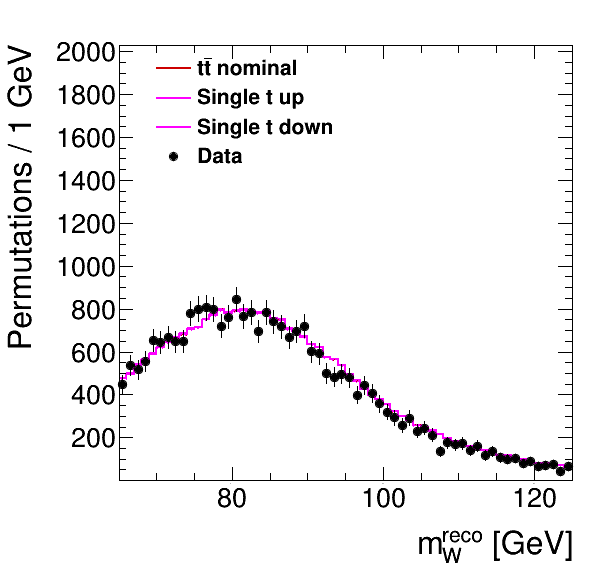 Permutations / 1 GeV
2000
1800
1600
1400
1200
1000
800
600
400
200
tt̄ nominal
Single t up
Single t down
Data
80
100
120
m_W^reco [GeV]